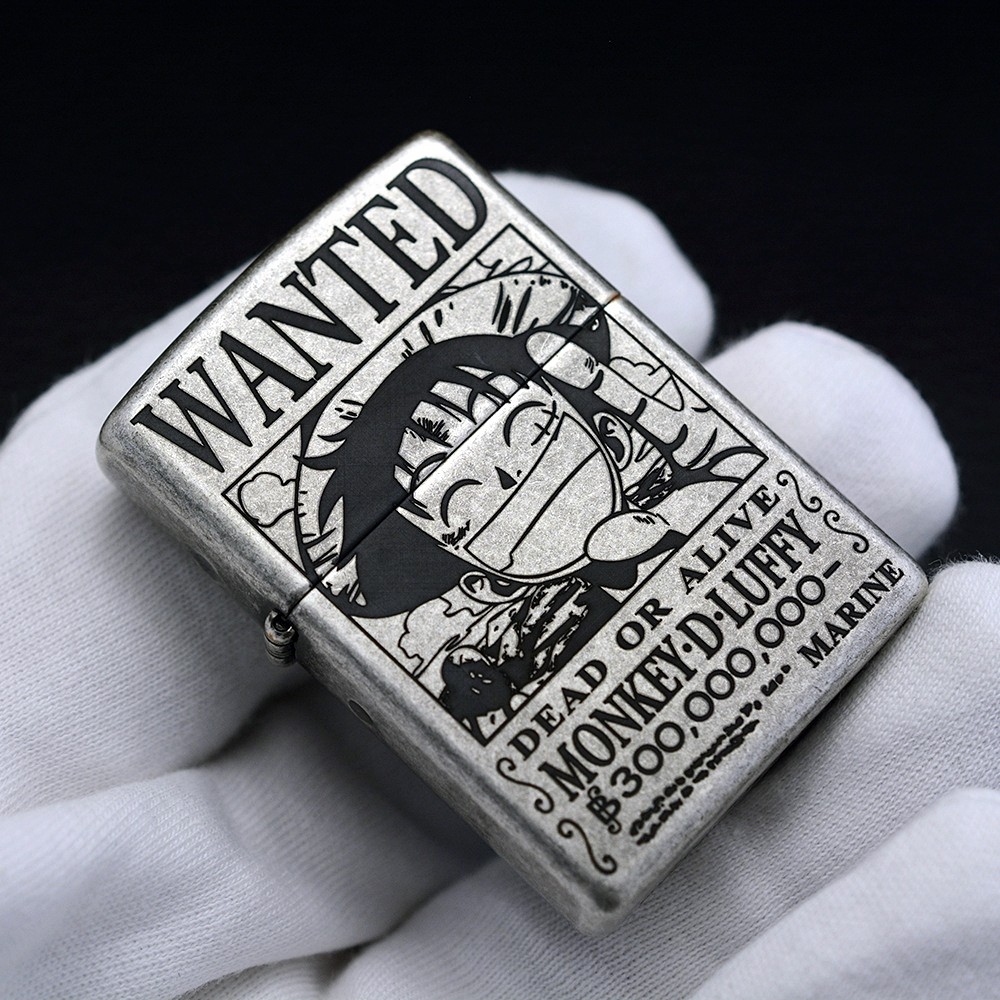 WANTED
DEAD OR ALIVE
MONKEY·D·LUFFY
฿300,000,000-
MARINE